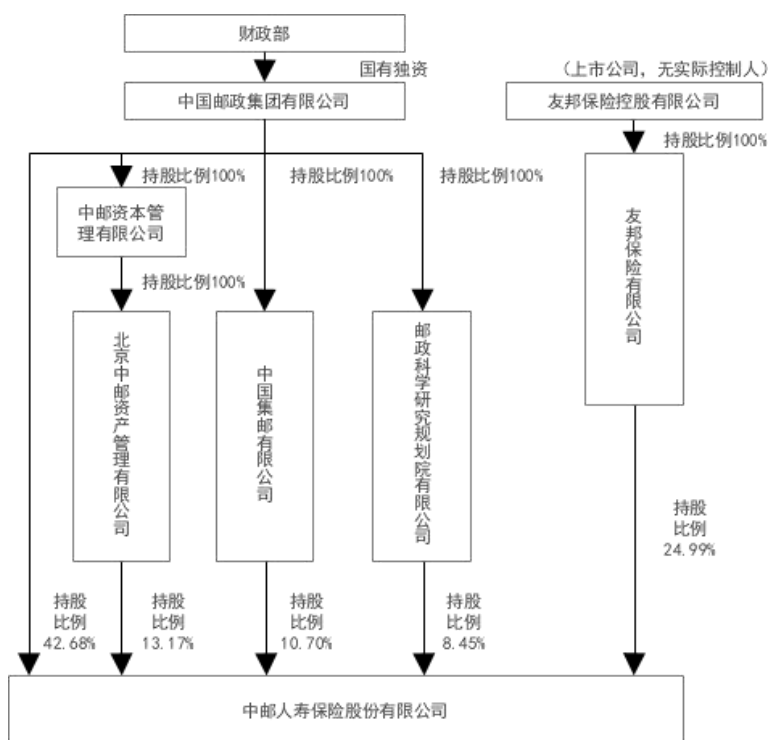 财政部
国有独资
（上市公司，无实际控制人）
中国邮政集团有限公司
友邦保险控股有限公司
持股比例100%
持股比例100%
持股比例100%
持股比例100%
中邮资本管
理有限公司
持股比例100%
北京中邮资产管理有限公司
中国集邮有限公司
邮政科学研究规划院有限公司
友邦保险有限公司
持股
比例
42.68%
持股
比例
13.17%
持股
比例
10.70%
持股
比例
8.45%
持股
比例
24.99%
中邮人寿保险股份有限公司